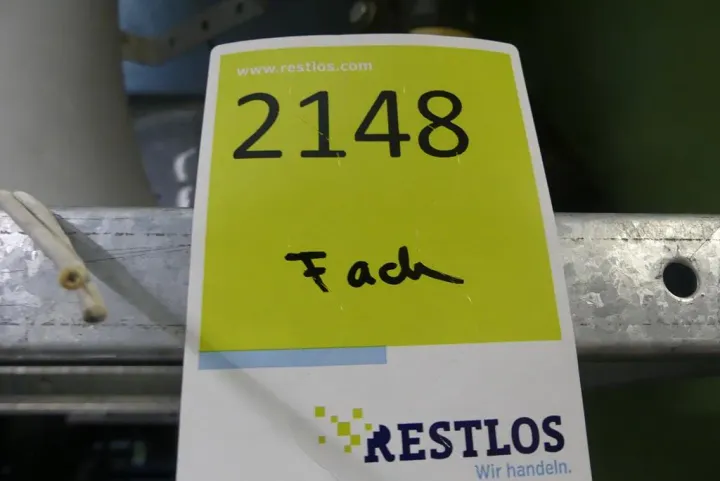 www.restlos.com
2148
Fach
RESTLOS
Wir handeln.